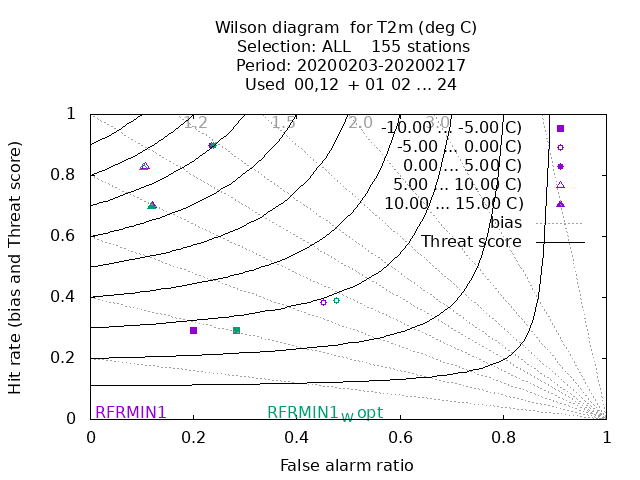 Wilson diagram  for T2m (deg C)
Selection: ALL    155 stations
Period: 20200203-20200217
Used  00,12  + 01 02 ... 24
1.2 1.5 2.0 3.0
-10.00 ... -5.00 C)
-5.00 ... 0.00 C)
0.00 ... 5.00 C)
5.00 ... 10.00 C)
10.00 ... 15.00 C)
bias
Threat score
Hit rate (bias and Threat score)
1
0.8
0.6
0.4
0.2
0
RFRMIN1 RFRMIN1W opt
0 0.2 0.4 0.6 0.8 1
False alarm ratio